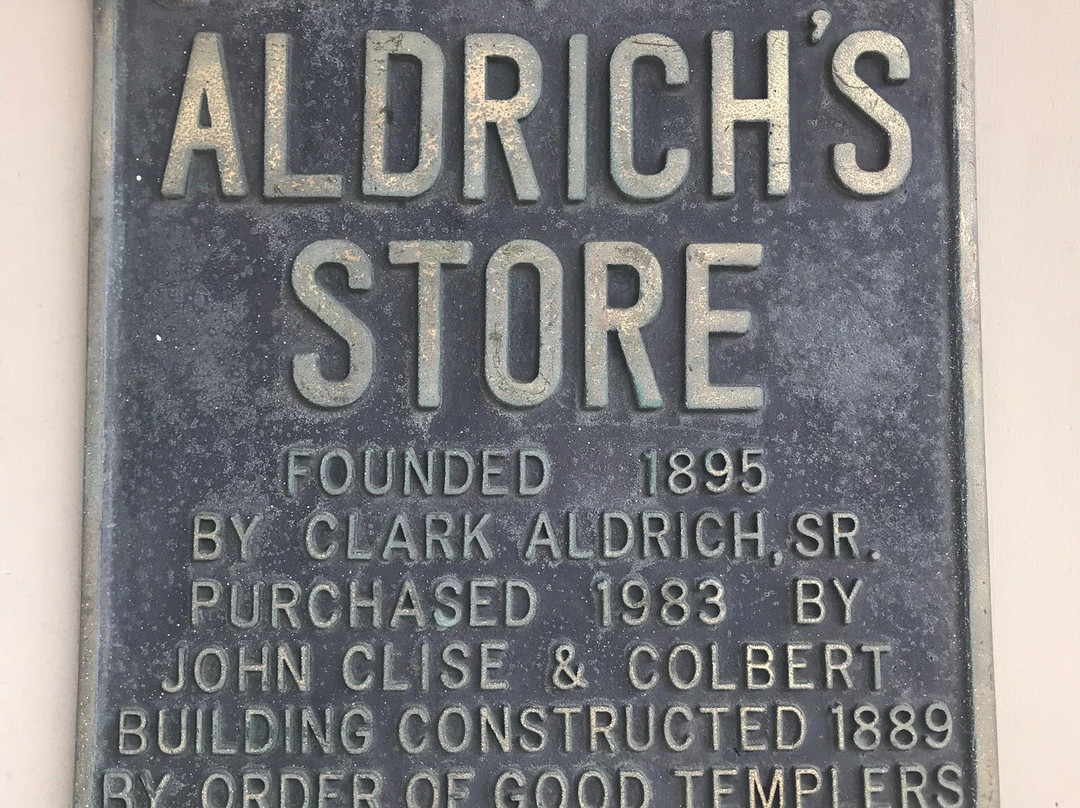 ALDRICH'S
STORE
FOUNDED 1895
BY CLARK ALDRICH, SR.
PURCHASED 1983 BY
JOHN CLISE & COLBERT
BUILDING CONSTRUCTED 1889
BY ORDER OF GOOD TEMPLERS